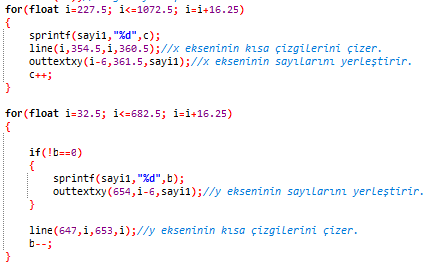 for(float i=227.5; i<=1072.5; i=i+16.25)
{
sprintf(sayi1,"%d",c);
line(i,354.5,i,360.5);//x ekseninin kısa çizgilerini çizer.
outtextxy(i-6,361.5,sayi1);//x ekseninin sayılarını yerleştirir.
c++;
}
for(float i=32.5; i<=682.5; i=i+16.25)
{
if(!b==0)
{
sprintf(sayi1,"%d",b);
outtextxy(654,i-6,sayi1);//y ekseninin sayılarını yerleştirir.
}
line(647,i,653,i);//y ekseninin kısa çizgilerini çizer.
b--;
}